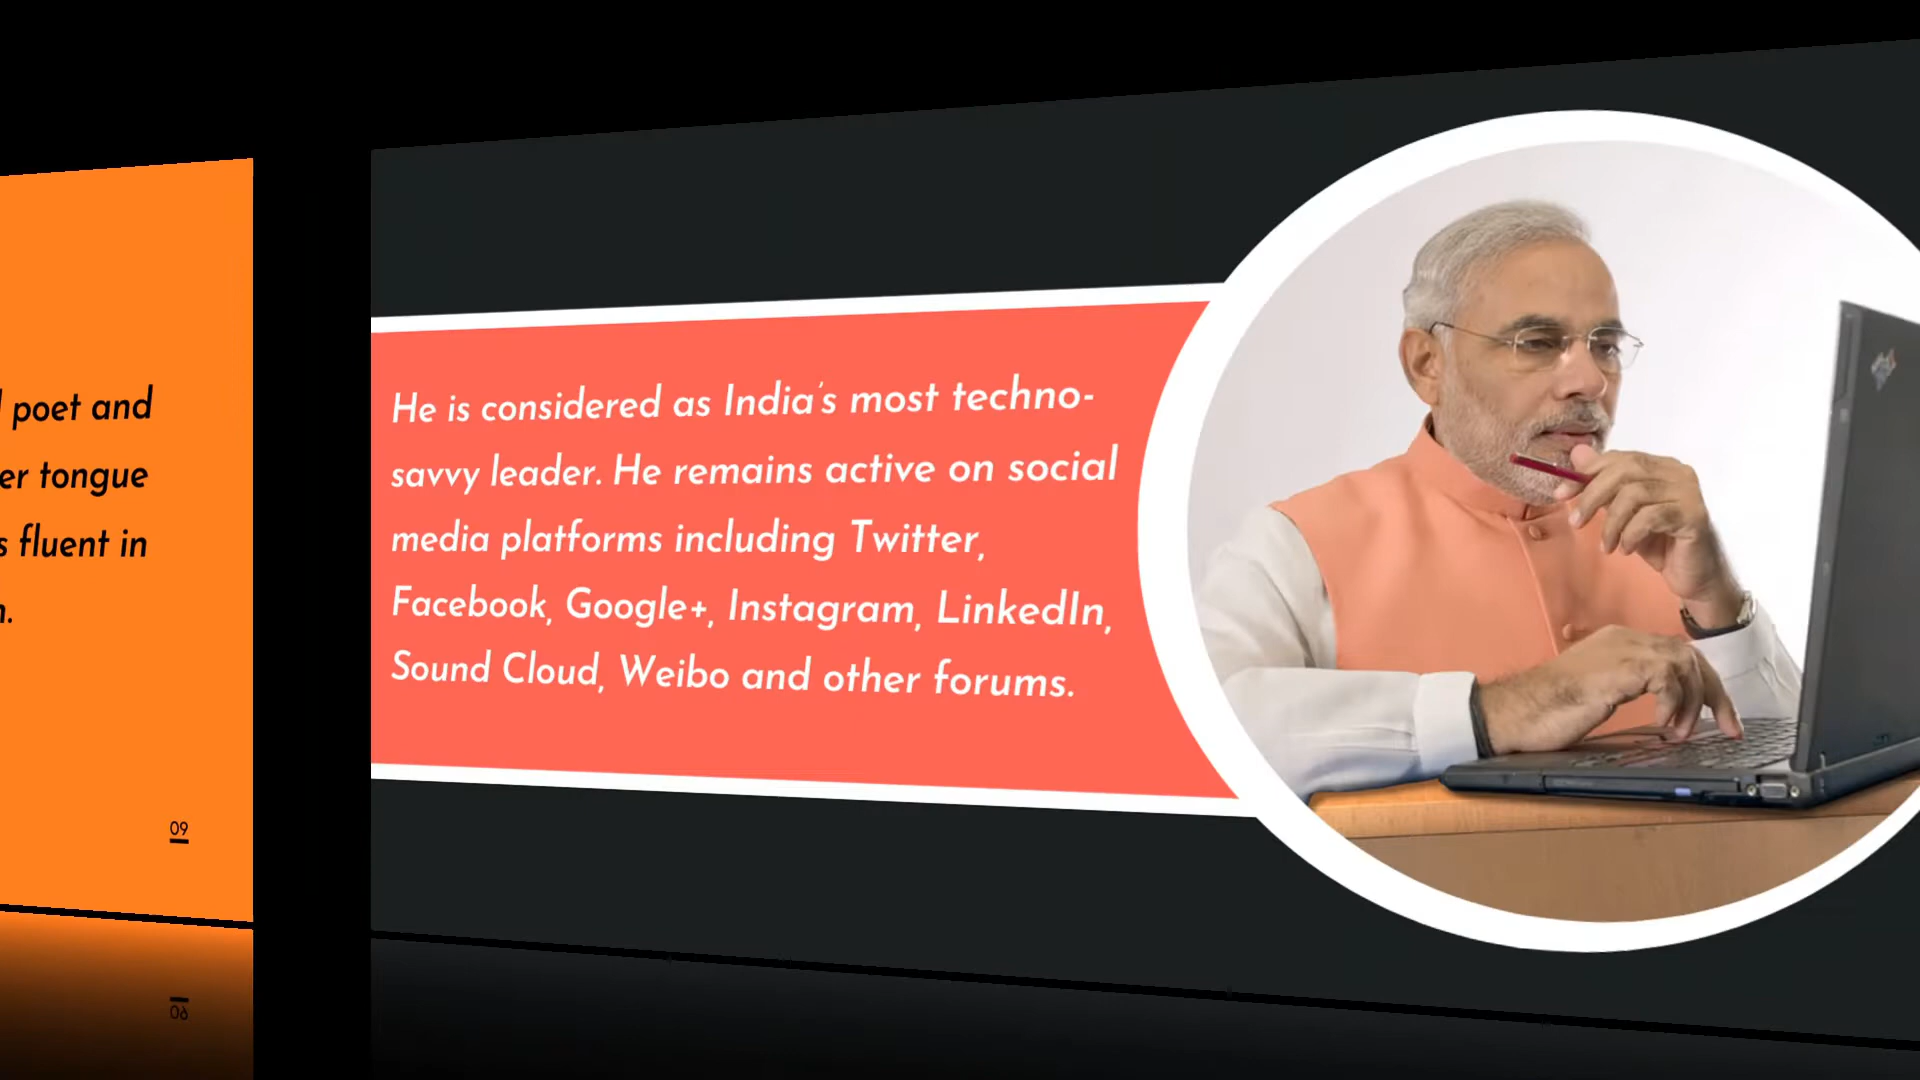 poet and
er tongue
s fluent in
09
He is considered as India's most techno-
savvy leader. He remains active on social
media platforms including Twitter,
Facebook, Google+, Instagram, LinkedIn,
Sound Cloud, Weibo and other forums.